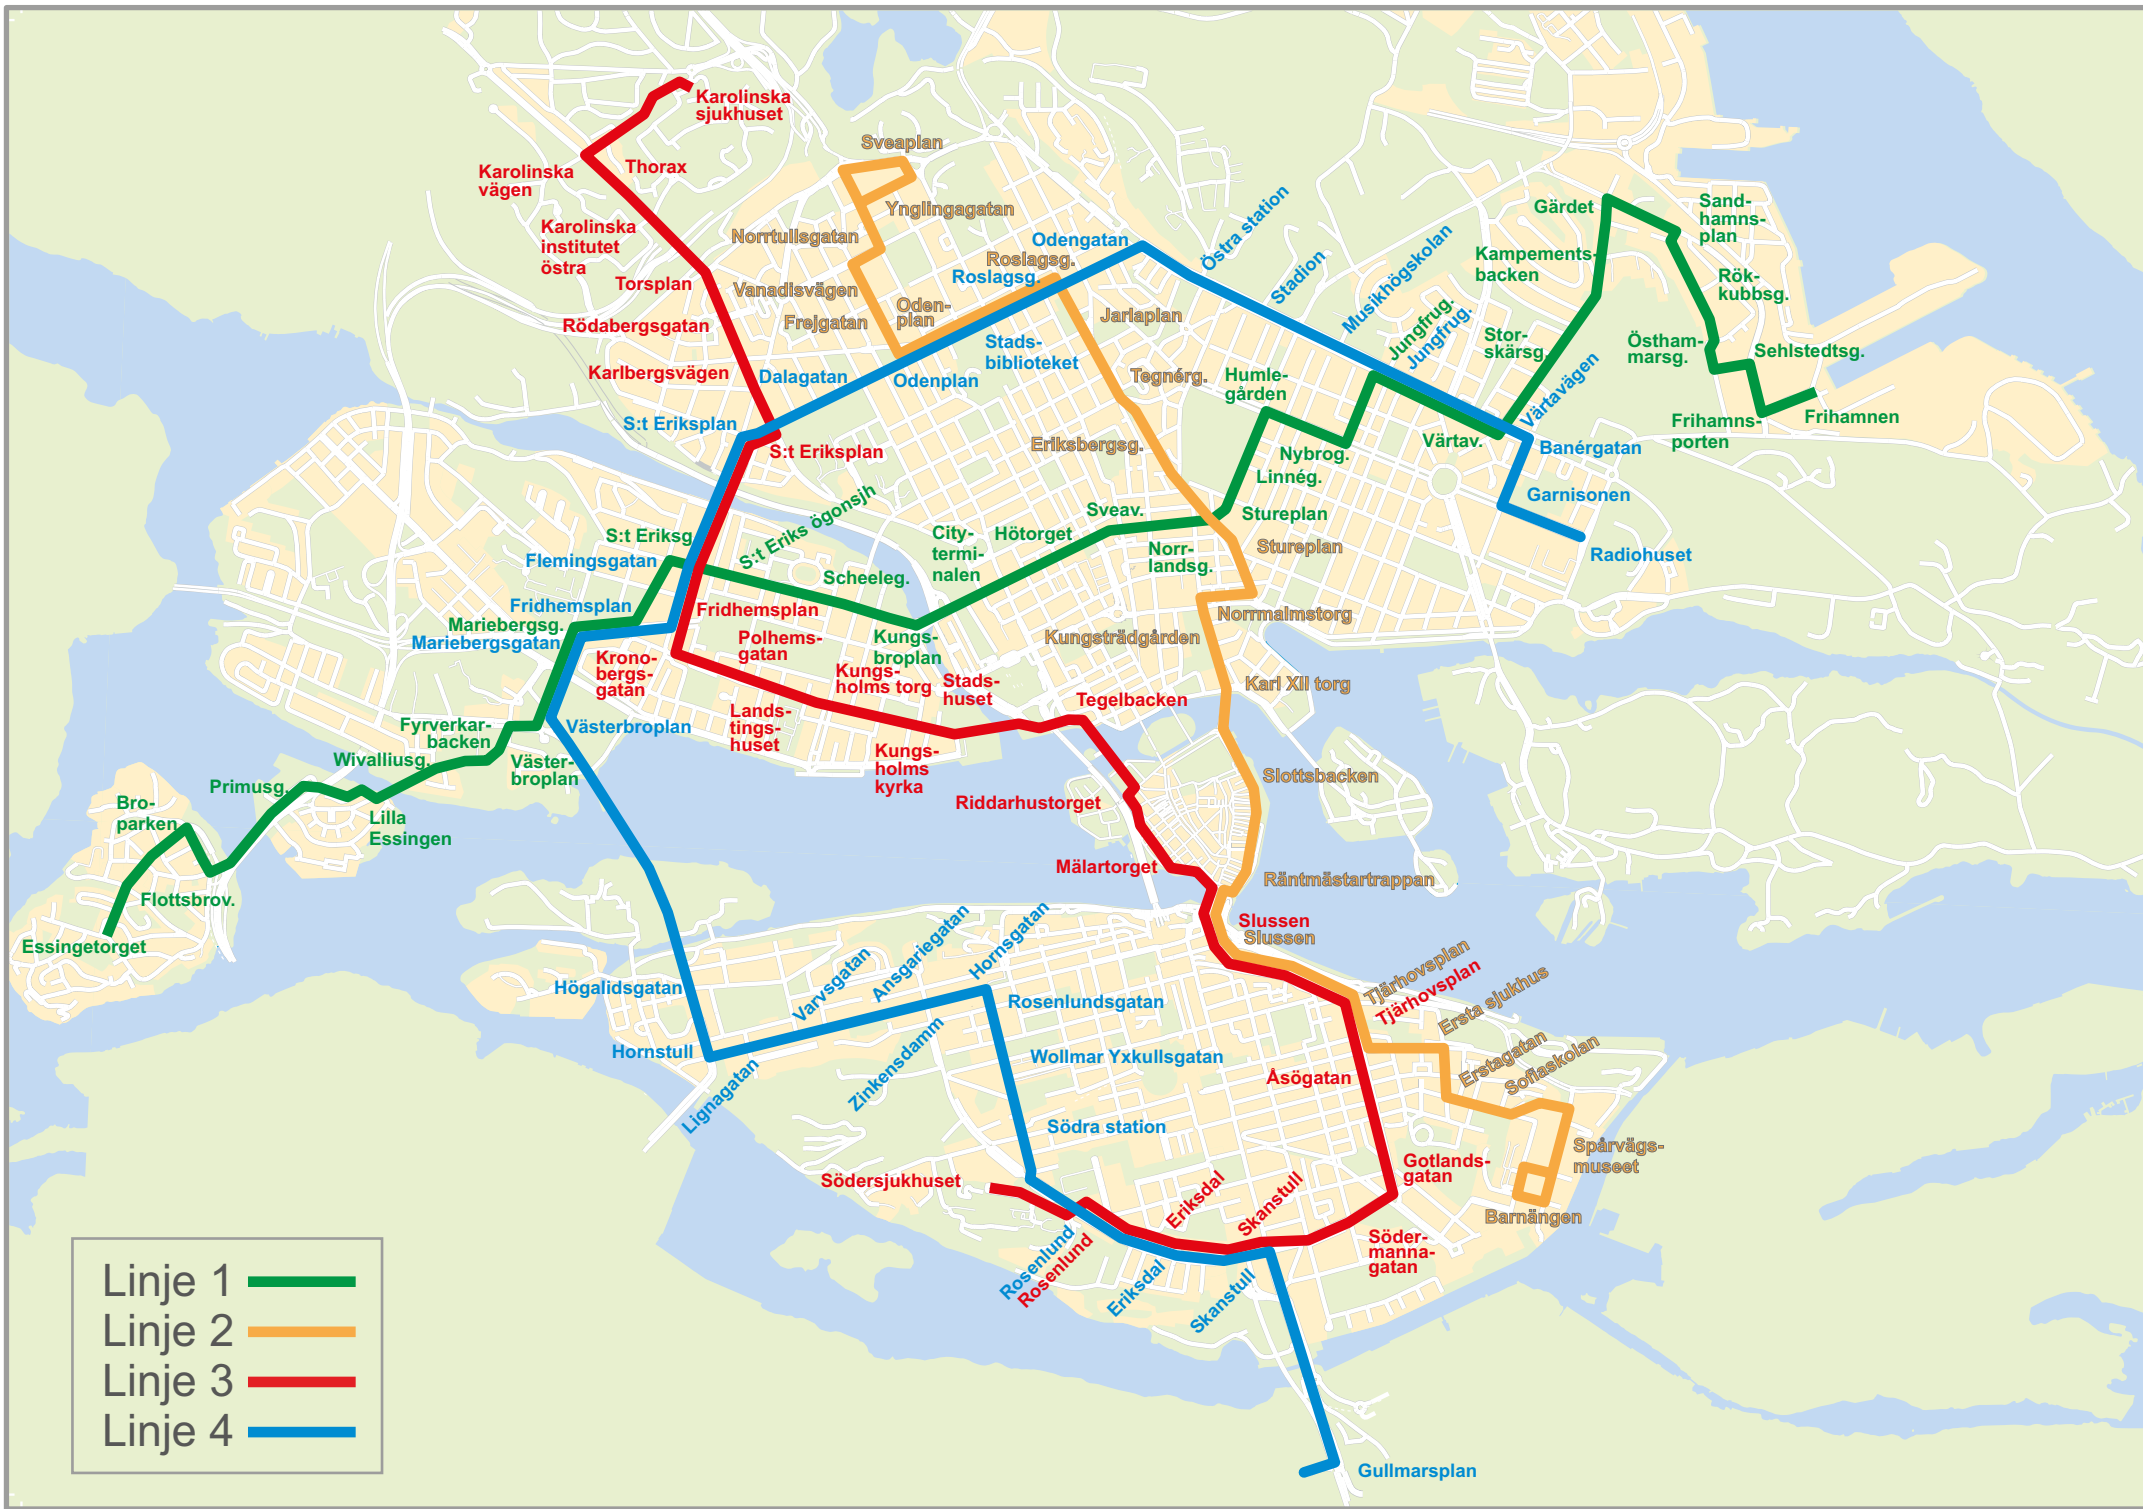 Karolinska
sjukhuset
Thorax
Karolinska
vägen
Karolinska
institutet
östra
Torsplan
Rödabergsgatan
Karlbergsvägen
S:t Eriksplan
Sveaplan
Ynglingagatan
Norrtullsgatan
Vanadisvägen
Frejgatan
Oden-
plan
Roslagsg.
Jarlaplan
Tegnérg.
Eriksbergsg.
Odengatan
Roslagsg.
Stads-
biblioteket
Odenplan
Dalagatan
S:t Eriksplan
Östra station
Stadion
Musikhögskolan
Jungfrug.
Jungfrug.
Värtavägen
Banérgatan
Garnisonen
Radiohuset
Gärdet
Sand-
hamns-
plan
Kampements-
backen
Rök-
kubbsg.
Stor-
skärsg.
Östham-
marsg.
Sehlstedtsg.
Frihamns-
porten
Frihamnen
Humle-
gården
Nybrog.
Linnég.
Värtav.
Stureplan
Stureplan
Sveav.
Norr-
landsg.
Hötorget
City-
termi-
nalen
S:t Eriksg.
S:t Eriks ögonsjh
Scheeleg.
Kungs-
broplan
Flemingsgatan
Fridhemsplan
Mariebergsg.
Mariebergsgatan
Fridhemsplan
Krono-
bergs-
gatan
Polhems-
gatan
Kungs-
holms torg
Stads-
huset
Lands-
tings-
huset
Kungs-
holms
kyrka
Tegelbacken
Norrmalmstorg
Kungsträdgården
Karl XII torg
Slottsbacken
Räntmästartrappan
Riddarhustorget
Mälartorget
Slussen
Slussen
Västerbroplan
Fyrverkar-
backen
Väster-
broplan
Wivalliusg.
Primusg.
Lilla
Essingen
Bro-
parken
Flottsbrov.
Essingetorget
Högalidsgatan
Hornstull
Lignagatan
Varvsgatan
Ansgariegatan
Zinkensdamm
Hornsgatan
Rosenlundsgatan
Wollmar Yxkullsgatan
Södra station
Tjärhovsplan
Tjärhovsplan
Ersta sjukhus
Erstagatan
Sofiaskolan
Spårvägs-
museet
Barnängen
Åsögatan
Gotlands-
gatan
Söder-
manna-
gatan
Södersjukhuset
Rosenlund
Rosenlund
Eriksdal
Eriksdal
Skanstull
Skanstull
Gullmarsplan
Linje 1
Linje 2
Linje 3
Linje 4